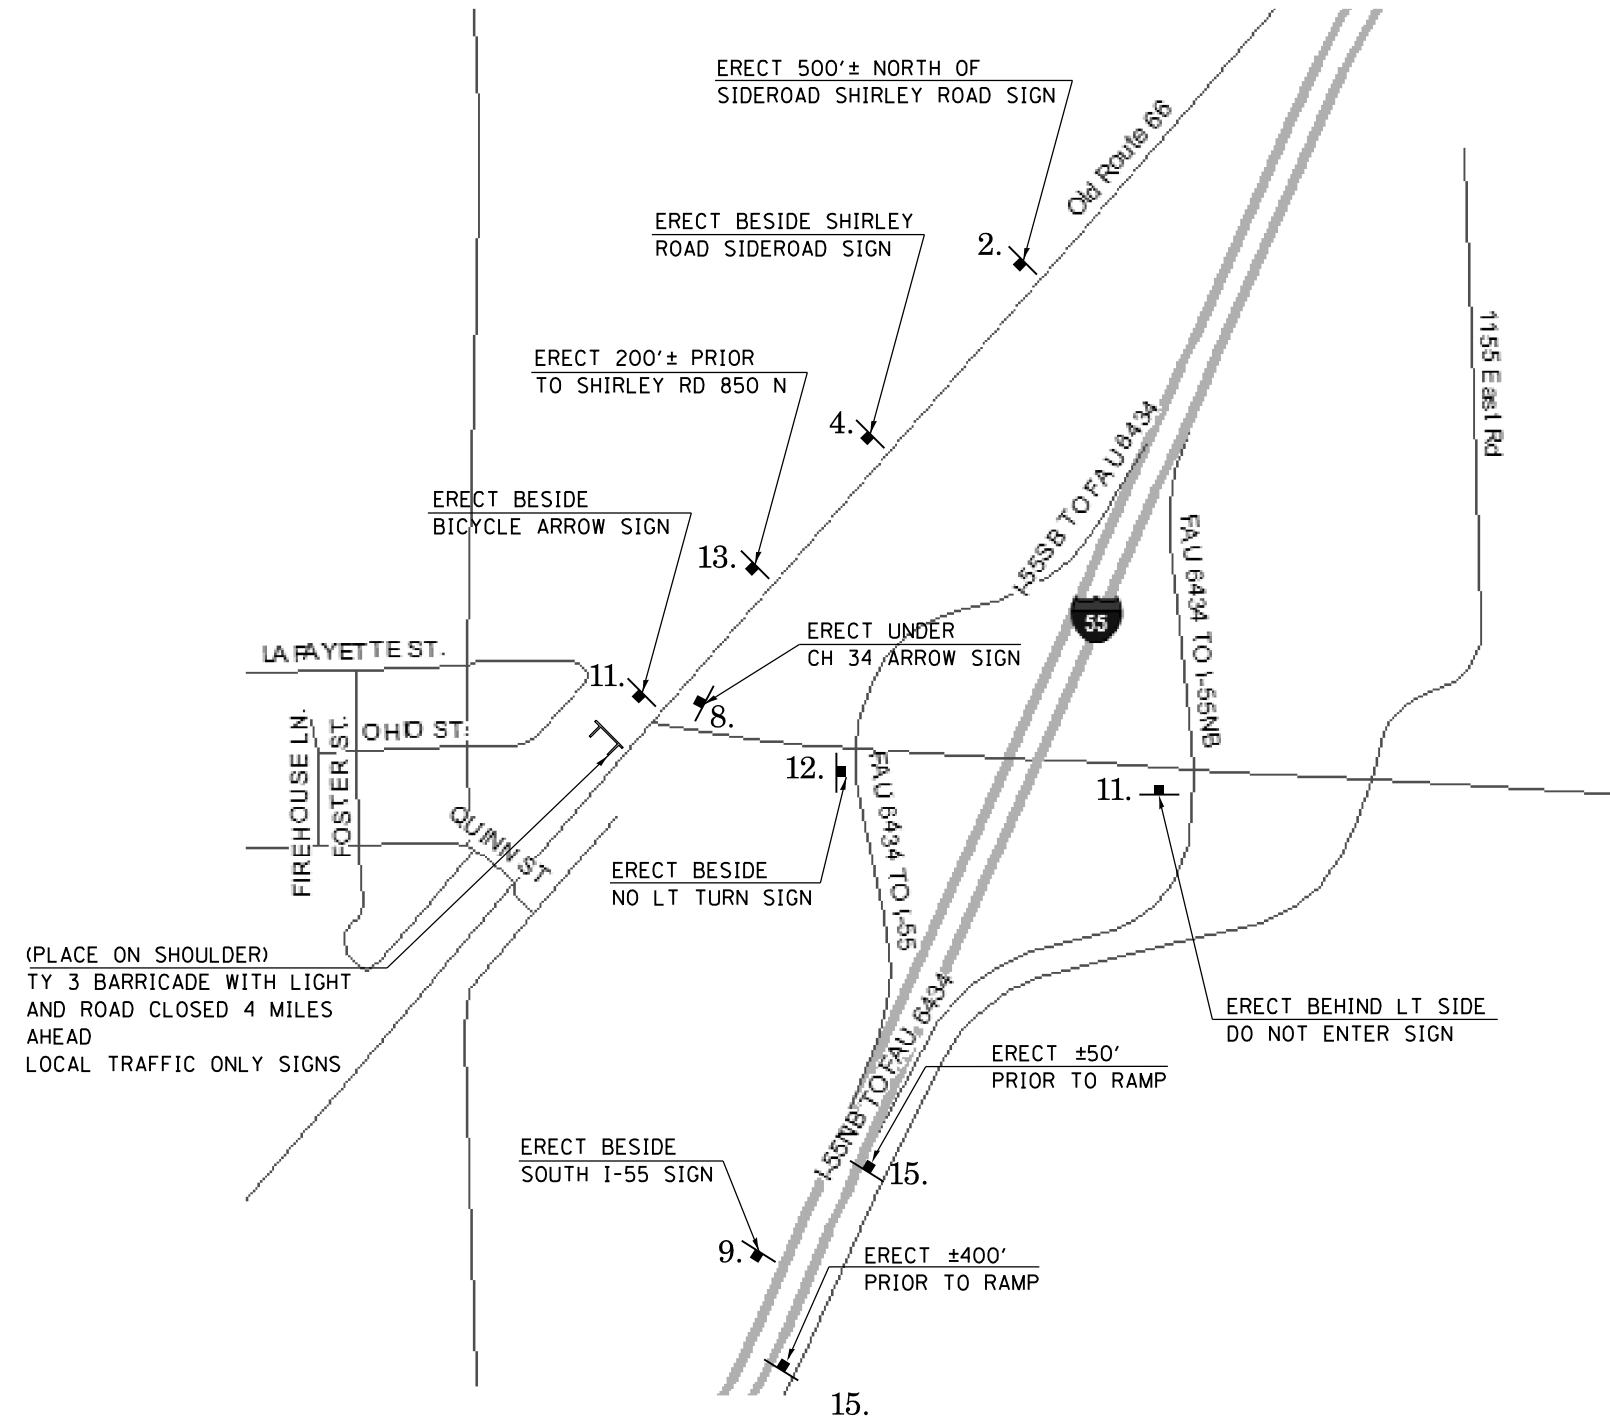 ERECT 500'± NORTH OF
SIDEROAD SHIRLEY ROAD SIGN
Old Route 66
ERECT BESIDE SHIRLEY
ROAD SIDEROAD SIGN
2.
1155 East Rd
ERECT 200'± PRIOR
TO SHIRLEY RD 850 N
4.
I-55SB TO FAU 6434
ERECT BESIDE
BICYCLE ARROW SIGN
13.
FAU 6434 TO I-55NB
55
ERECT UNDER
CH 34 ARROW SIGN
LAFAYETTE ST.
11.
8.
OHIO ST.
FIREHOUSE LN.
FOSTER ST.
12.
FAU 6434 TO I-55
11.
QUINN ST
ERECT BESIDE
NO LT TURN SIGN
(PLACE ON SHOULDER)
TY 3 BARRICADE WITH LIGHT
AND ROAD CLOSED 4 MILES
AHEAD
LOCAL TRAFFIC ONLY SIGNS
ERECT BEHIND LT SIDE
DO NOT ENTER SIGN
I-55NB TO FAU 6434
ERECT ±50'
PRIOR TO RAMP
ERECT BESIDE
SOUTH I-55 SIGN
15.
9.
ERECT ±400'
PRIOR TO RAMP
15.